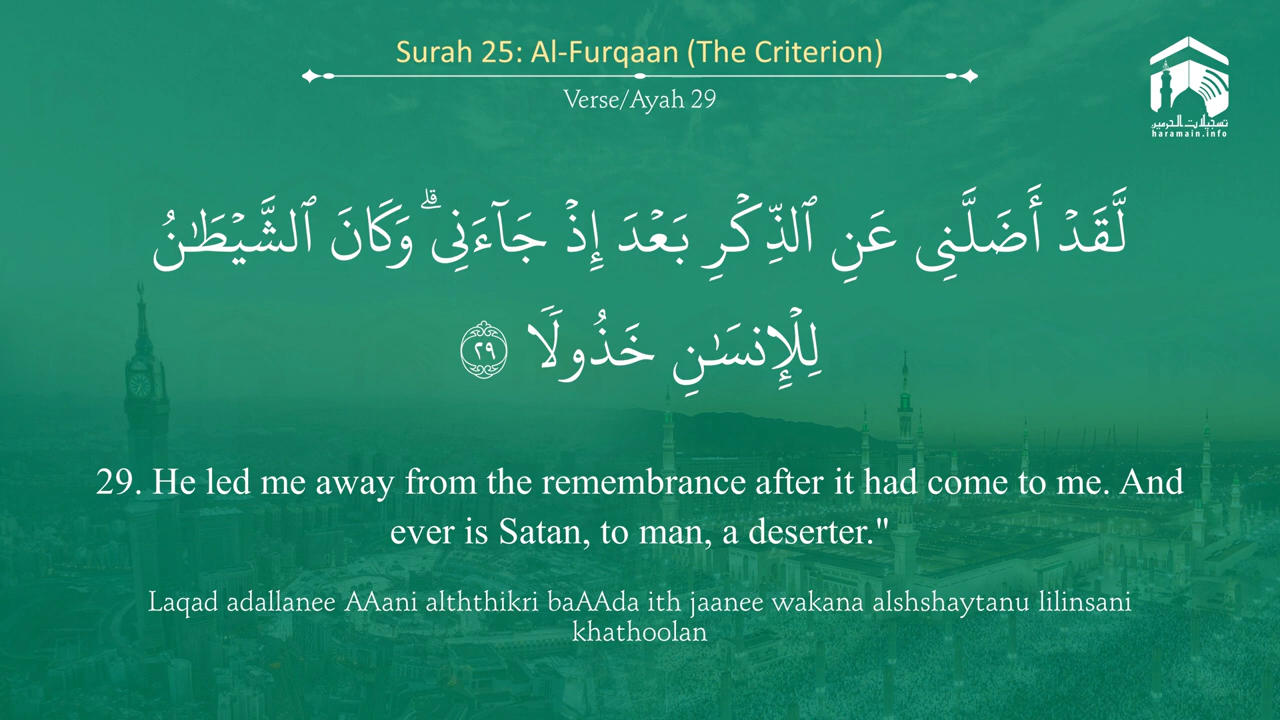 Surah 25: Al-Furqaan (The Criterion)
Verse/Ayah 29
تسجيلات الحرمين
haramain.info
لَّقَدْ أَضَلَّنِى عَنِ ٱلذِّكْرِ بَعْدَ إِذْ جَآءَنِى ۗ وَكَانَ ٱلشَّيْطَـٰنُ
لِلْإِنسَـٰنِ خَذُولًا ٢٩
29. He led me away from the remembrance after it had come to me. And
ever is Satan, to man, a deserter."
Laqad adallanee AAani alththikri baAAda ith jaanee wakana alshshaytanu lilinsani
khathoolan